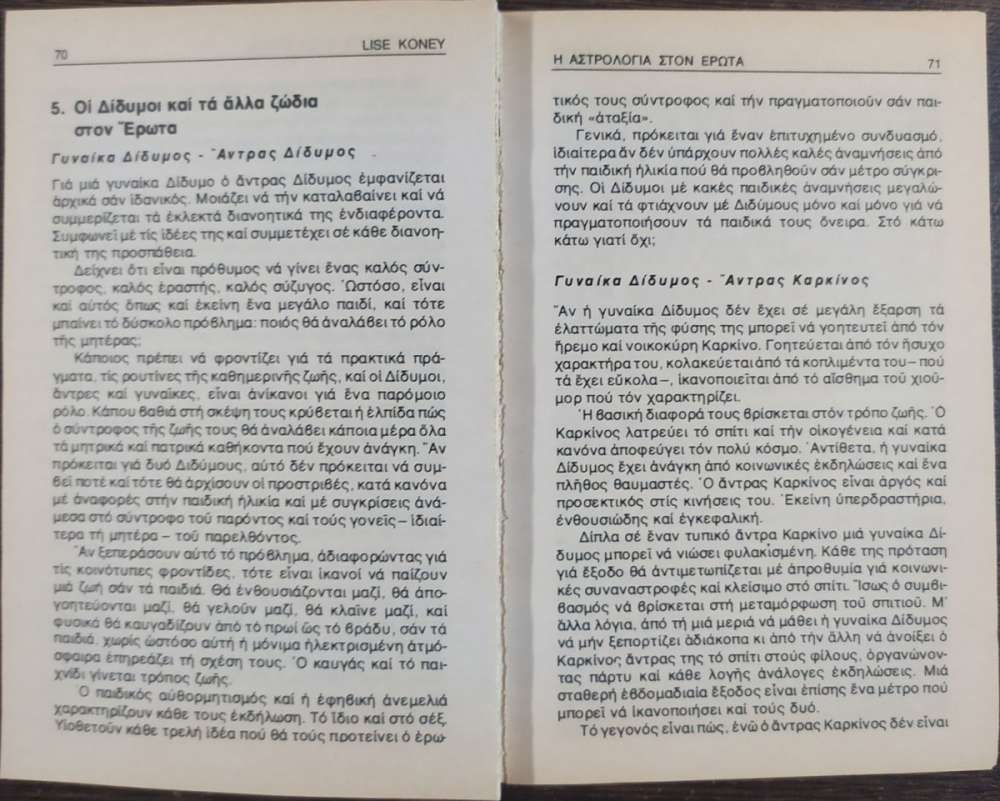 70
LISE KONEY
5. Οἱ Δίδυμοι καί τά ἄλλα ζώδια
στον Ἔρωτα
Γυναίκα Δίδυμος - Ἄντρας Δίδυμος
Γιά μιά γυναίκα Δίδυμο ὁ ἄντρας Δίδυμος ἐμφανίζεται
ἀρχικά σάν ἰδανικός. Μοιάζει νά τήν καταλαβαίνει καί νά
συμμερίζεται τά ἐκλεκτά διανοητικά της ἐνδιαφέροντα.
Συμφωνεῖ μέ τίς ἰδέες της καί συμμετέχει σέ κάθε διανοη-
τική της προσπάθεια.
Δείχνει ὅτι εἶναι πρόθυμος νά γίνει ἕνας καλός σύν-
τροφος, καλός ἐραστής, καλός σύζυγος. Ὡστόσο, εἶναι
καί αὐτός ὅπως καί ἐκείνη ἕνα μεγάλο παιδί, καί τότε
μπαίνει τό δύσκολο πρόβλημα: ποιός θά ἀναλάβει τό ρόλο
τῆς μητέρας;
Κάποιος πρέπει νά φροντίζει γιά τά πρακτικά πρά-
γματα, τίς ρουτίνες τῆς καθημερινῆς ζωῆς, καί οἱ Δίδυμοι,
ἄντρες καί γυναίκες, εἶναι ἀνίκανοι γιά ἕνα παρόμοιο
ρόλο. Κάπου βαθιά στή σκέψη τους κρύβεται ἡ ἐλπίδα πώς
ὁ σύντροφος τῆς ζωῆς τους θά ἀναλάβει κάποια μέρα ὅλα
τά μητρικά καί πατρικά καθήκοντα πού ἔχουν ἀνάγκη. Ἄν
πρόκειται γιά δυό Διδύμους, αὐτό δέν πρόκειται νά συμ-
βεῖ ποτέ καί τότε θά ἀρχίσουν οἱ προστριβές, κατά κανόνα
μέ ἀναφορές στήν παιδική ἡλικία καί μέ συγκρίσεις ἀνά-
μεσα στό σύντροφο τοῦ παρόντος καί τούς γονεῖς – ἰδιαί-
τερα τή μητέρα – τοῦ παρελθόντος.
Ἄν ξεπεράσουν αὐτό τό πρόβλημα, ἀδιαφορώντας γιά
τίς κοινότυπες φροντίδες, τότε εἶναι ἱκανοί νά παίζουν
μιά ζωή σάν τά παιδιά. Θά ἐνθουσιάζονται μαζί, θά ἀπο-
γοητεύονται μαζί, θά γελοῦν μαζί, θά κλαῖνε μαζί, καί
φυσικά θά καυγαδίζουν ἀπό τό πρωί ὥς τό βράδυ, σάν τά
παιδιά, χωρίς ὡστόσο αὐτή ἡ μόνιμα ἠλεκτρισμένη ἀτμό-
σφαιρα ἐπηρεάζει τή σχέση τους. Ὁ καυγάς καί τό παι-
χνίδι γίνεται τρόπος ζωῆς.
Ὁ παιδικός αὐθορμητισμός καί ἡ ἐφηβική ἀνεμελιά
χαρακτηρίζουν κάθε τους ἐκδήλωση. Τό ἴδιο καί στό σέξ.
Υἱοθετοῦν κάθε τρελή ἰδέα πού θά τούς προτείνει ὁ ἐρω-
Η ΑΣΤΡΟΛΟΓΙΑ ΣΤΟΝ ΕΡΩΤΑ
71
τικός τους σύντροφος καί τήν πραγματοποιοῦν σάν παι-
δική «ἀταξία».
Γενικά, πρόκειται γιά ἕναν ἐπιτυχημένο συνδυασμό,
ἰδιαίτερα ἄν δέν ὑπάρχουν πολλές καλές ἀναμνήσεις ἀπό
τήν παιδική ἡλικία πού θά προβληθοῦν σάν μέτρο σύγκρι-
σης. Οἱ Δίδυμοι μέ κακές παιδικές ἀναμνήσεις μεγαλώ-
νουν καί τά φτιάχνουν μέ Διδύμους μόνο καί μόνο γιά νά
πραγματοποιήσουν τά παιδικά τους ὄνειρα. Στό κάτω
κάτω γιατί ὄχι;
Γυναίκα Δίδυμος - Ἄντρας Καρκίνος
Ἄν ἡ γυναίκα Δίδυμος δέν ἔχει σέ μεγάλη ἔξαρση τά
ἐλαττώματα τῆς φύσης της μπορεῖ νά γοητευτεί ἀπό τόν
ἤρεμο καί νοικοκύρη Καρκίνο. Γοητεύεται ἀπό τόν ἥσυχο
χαρακτήρα του, κολακεύεται ἀπό τά κοπλιμέντα του – πού
τά ἔχει εὔκολα –, ἱκανοποιεῖται ἀπό τό αἴσθημα τοῦ χιοῦ-
μορ πού τόν χαρακτηρίζει.
Ἡ βασική διαφορά τους βρίσκεται στόν τρόπο ζωῆς. Ὁ
Καρκίνος λατρεύει τό σπίτι καί τήν οἰκογένεια καί κατά
κανόνα ἀποφεύγει τόν πολύ κόσμο. Ἀντίθετα, ἡ γυναίκα
Δίδυμος ἔχει ἀνάγκη ἀπό κοινωνικές ἐκδηλώσεις καί ἕνα
πλῆθος θαυμαστές. Ὁ ἄντρας Καρκίνος εἶναι ἀργός καί
προσεκτικός στίς κινήσεις του. Ἐκείνη ὑπερδραστήρια,
ἐνθουσιώδης καί ἐγκεφαλική.
Δίπλα σέ ἕναν τυπικό ἄντρα Καρκίνο μιά γυναίκα Δί-
δυμος μπορεῖ νά νιώσει φυλακισμένη. Κάθε της πρόταση
γιά ἔξοδο θά ἀντιμετωπίζεται μέ ἀπροθυμία γιά κοινωνι-
κές συναναστροφές καί κλείσιμο στό σπίτι. Ἴσως ὁ συμβι-
βασμός νά βρίσκεται στή μεταμόρφωση τοῦ σπιτιοῦ. Μ᾽
ἄλλα λόγια, ἀπό τή μιά μεριά νά μάθει ἡ γυναίκα Δίδυμος
νά μήν ξεπορτίζει ἀδιάκοπα κι ἀπό τήν ἄλλη νά ἀνοίξει ὁ
Καρκίνος ἄντρας της τό σπίτι στούς φίλους, ὀργανώνον-
τας πάρτυ καί κάθε λογής ἀνάλογες ἐκδηλώσεις. Μιά
σταθερή ἑβδομαδιαία ἔξοδος εἶναι ἐπίσης ἕνα μέτρο πού
μπορεῖ νά ἱκανοποιήσει καί τούς δυό.
Τό γεγονός εἶναι πώς, ἐνῶ ὁ ἄντρας Καρκίνος δέν εἶναι